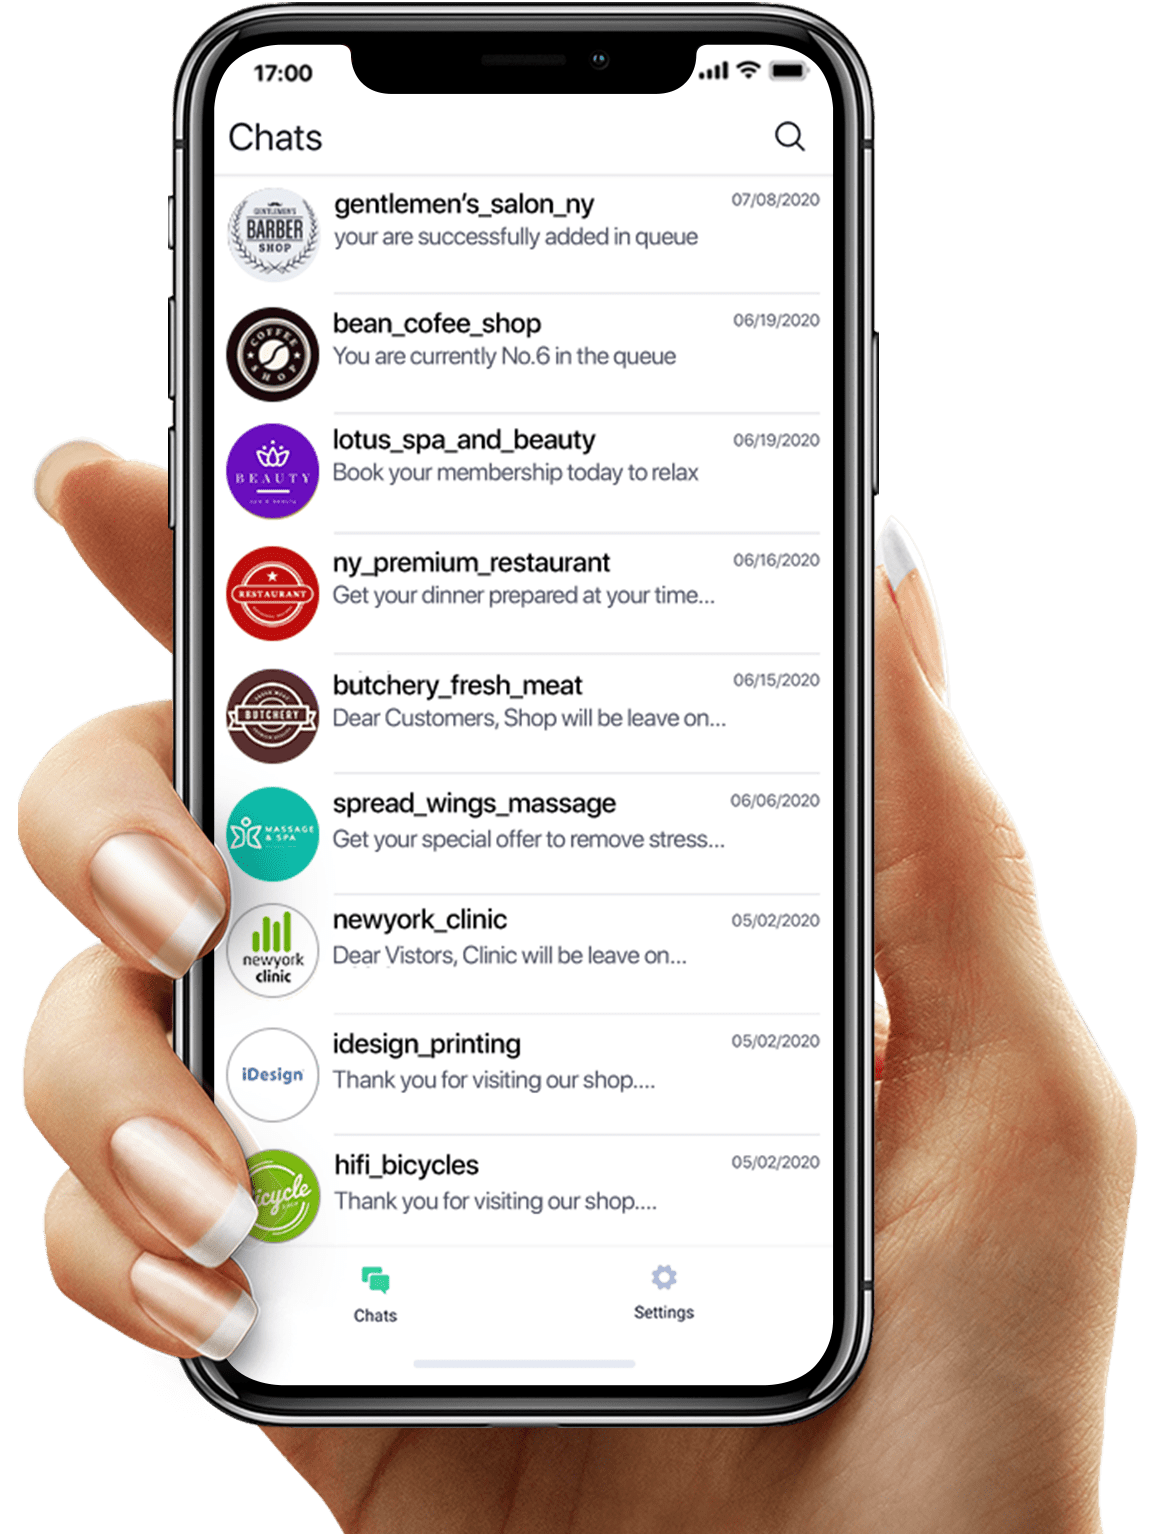 17:00
Chats
GENTLEMEN'S
BARBER
SHOP
gentlemen's_salon_ny
07/08/2020
your are successfully added in queue
COFFEE
SHOP
bean_cofee_shop
06/19/2020
You are currently No.6 in the queue
BEAUTY
lotus_spa_and_beauty
06/19/2020
Book your membership today to relax
RESTAURANT
ny_premium_restaurant
06/16/2020
Get your dinner prepared at your time...
BUTCHERY
butchery_fresh_meat
06/15/2020
Dear Customers, Shop will be leave on...
MASSAGE
& SPA
spread_wings_massage
06/06/2020
Get your special offer to remove stress...
newyork
clinic
newyork_clinic
05/02/2020
Dear Vistors, Clinic will be leave on...
iDesign
idesign_printing
05/02/2020
Thank you for visiting our shop....
icycle
hifi_bicycles
05/02/2020
Thank you for visiting our shop....
Chats
Settings